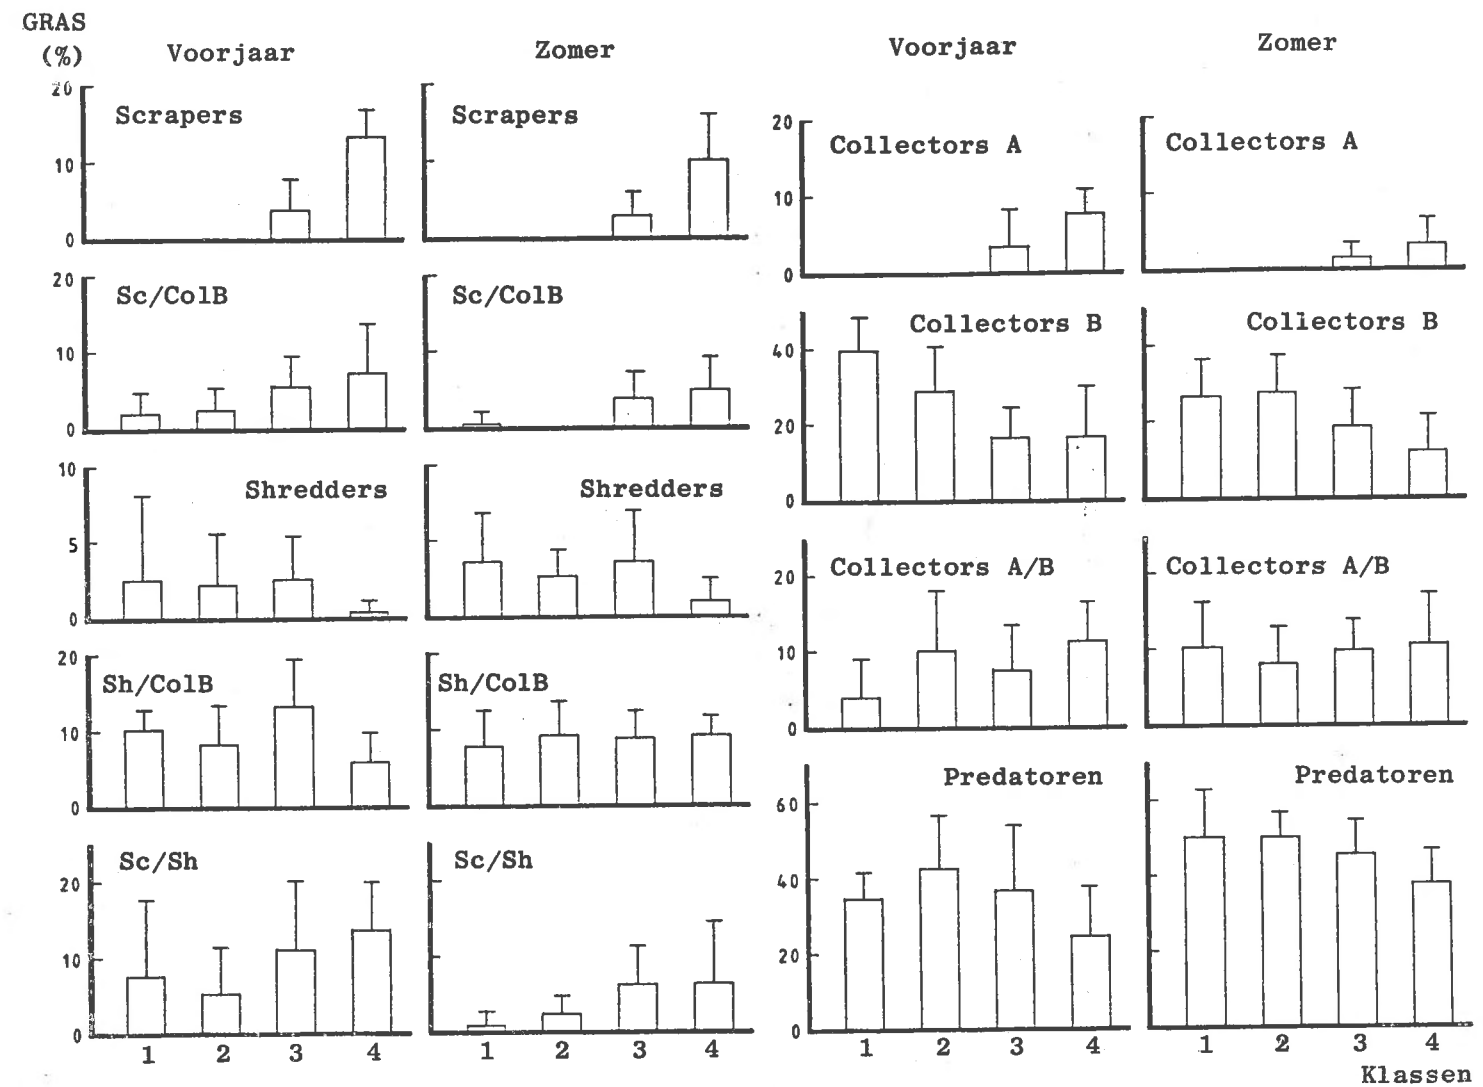 GRAS
(%)
Voorjaar
Zomer
Voorjaar
Zomer
20
10
0
Scrapers
Scrapers
20
10
0
Sc/ColB
Sc/ColB
10
5
0
Shredders
Shredders
20
10
0
Sh/ColB
Sh/ColB
20
10
0
Sc/Sh
Sc/Sh
1 2 3 4
1 2 3 4
20
10
0
Collectors A
Collectors A
40
20
0
Collectors B
Collectors B
20
10
0
Collectors A/B
Collectors A/B
60
40
20
0
Predatoren
Predatoren
1 2 3 4
1 2 3 4
Klassen